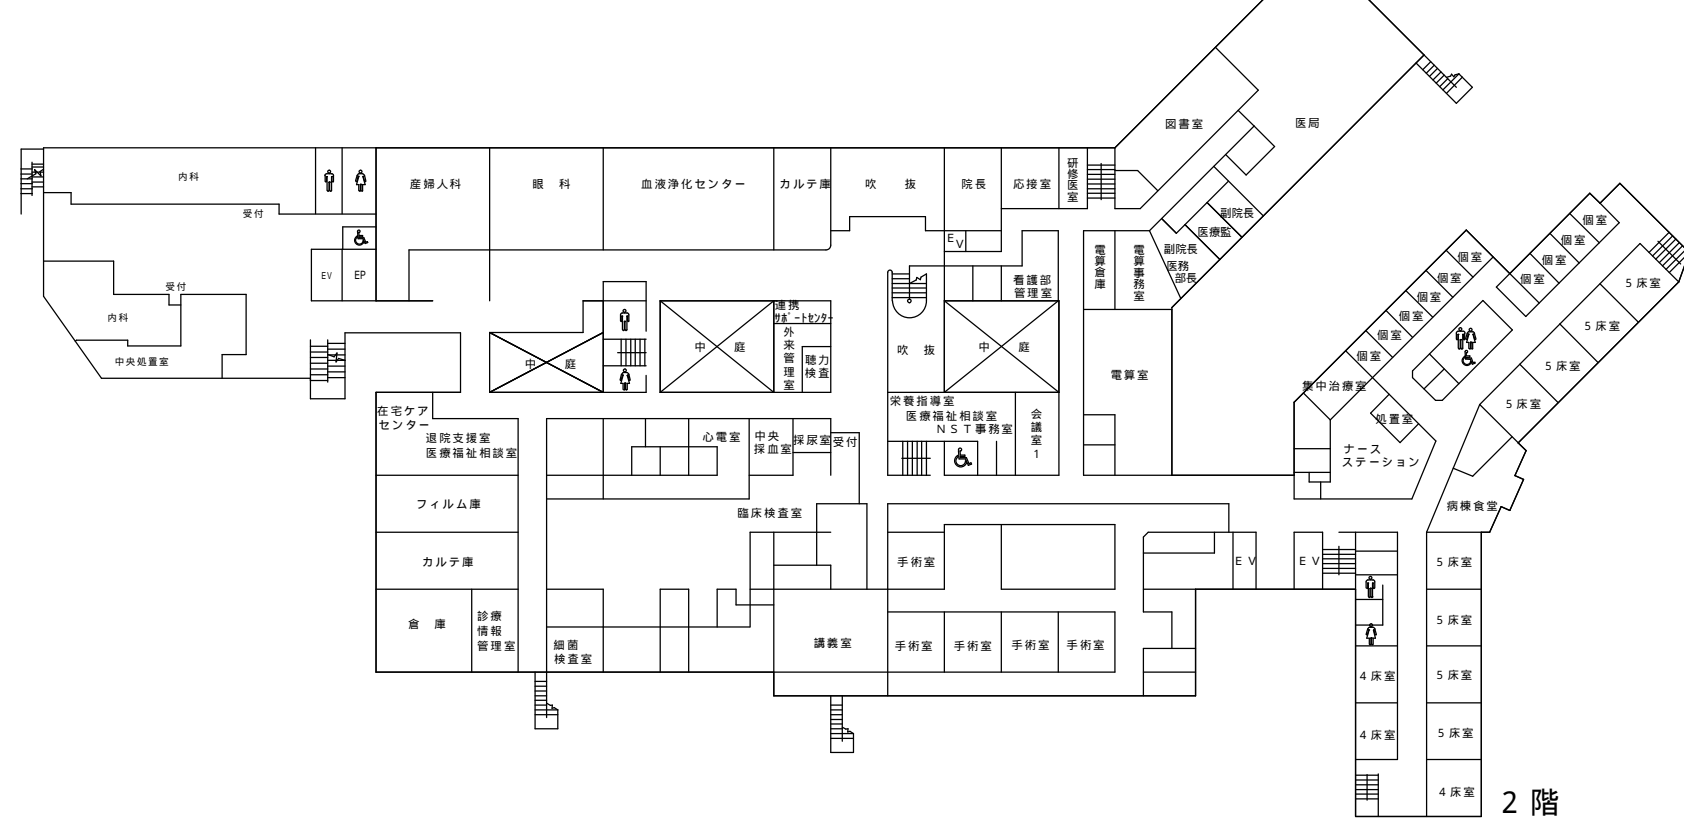 図書室
医局
内科
受付
産婦人科
眼 科
血液浄化センター
カルテ庫
吹 抜
院長
応接室
研修医室
副院長
医療監
副院長
医務
部長
EV
EP
EV
受付
内科
中央処置室
看護部
管理室
電算倉庫
電算事務室
連携
ｻﾎﾟｰﾄｾﾝﾀｰ
外来管理室
聴力
検査
中 庭
中 庭
吹 抜
中 庭
電算室
在宅ケア
センター
退院支援室
医療福祉相談室
心電室
中央
採血室
採尿室
受付
栄養指導室
医療福祉相談室
ＮＳＴ事務室
会議室1
フィルム庫
臨床検査室
カルテ庫
手術室
EV
EV
倉 庫
診療
情報
管理室
細菌
検査室
講義室
手術室
手術室
手術室
手術室
個室
個室
個室
個室
個室
個室
個室
個室
個室
個室
5床室
5床室
5床室
5床室
集中治療室
処置室
ナース
ステーション
病棟食堂
5床室
5床室
4床室
5床室
4床室
5床室
4床室
2階